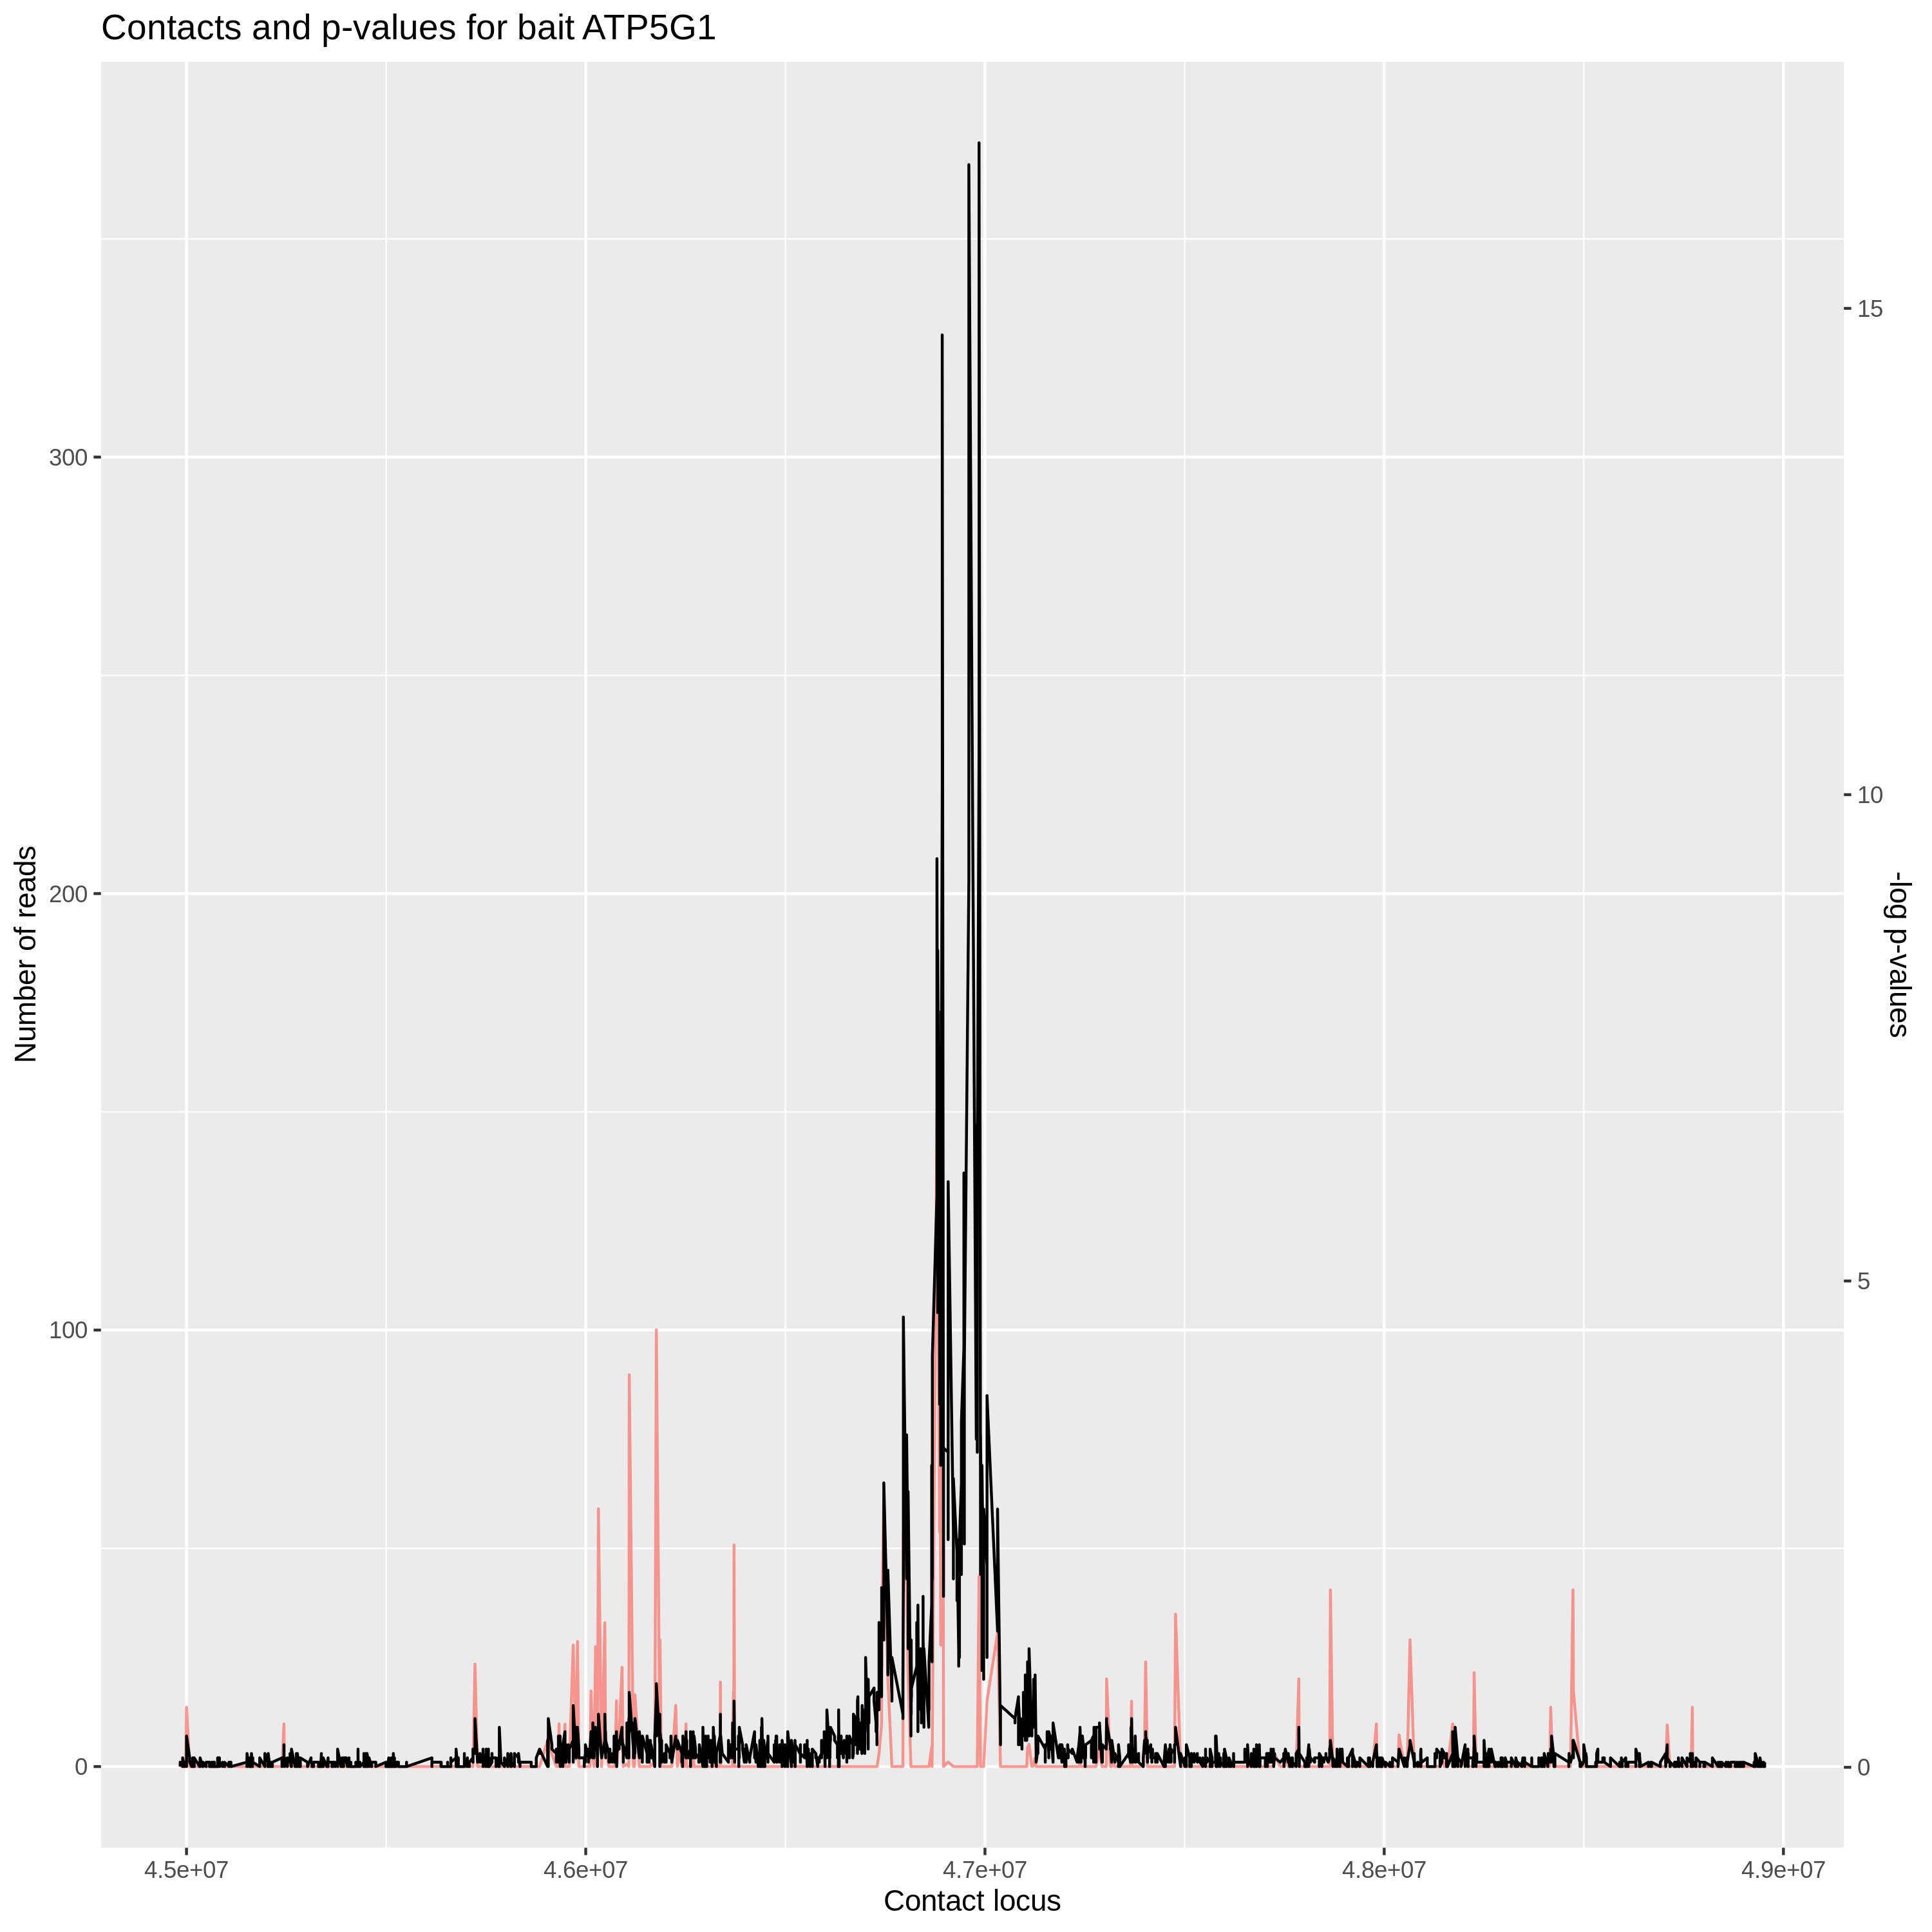 Contacts and p-values for bait ATP5G1
Number of reads
300
200
100
0
15
10
5
0
-log p-values
4.5e+07
4.6e+07
4.7e+07
4.8e+07
4.9e+07
Contact locus